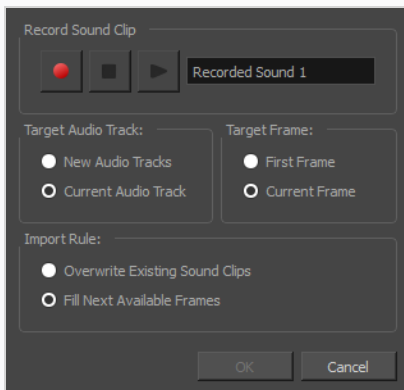 Record Sound Clip
Recorded Sound 1
Target Audio Track:
New Audio Tracks
Current Audio Track
Target Frame:
First Frame
Current Frame
Import Rule:
Overwrite Existing Sound Clips
Fill Next Available Frames
OK
Cancel